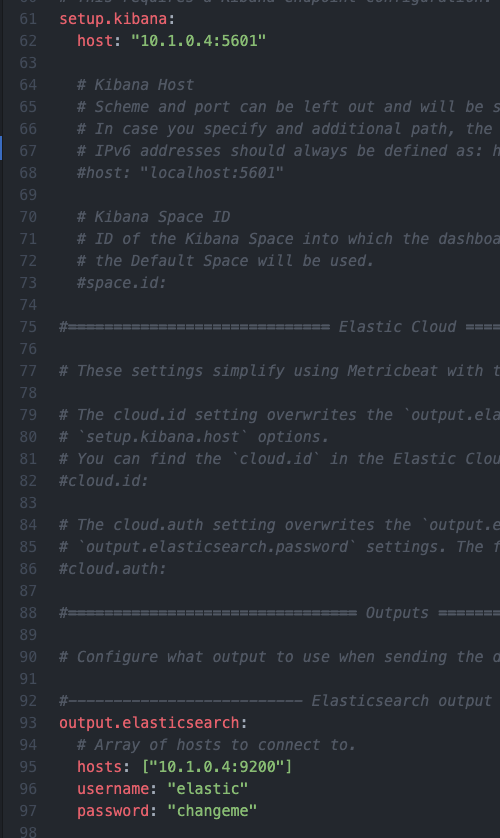 60 # This requires a Kibana endpoint configuration.
61 setup.kibana:
62 host: "10.1.0.4:5601"
63
64 # Kibana Host
65 # Scheme and port can be left out and will be s
66 # In case you specify and additional path, the
67 # IPv6 addresses should always be defined as: h
68 #host: "localhost:5601"
69
70 # Kibana Space ID
71 # ID of the Kibana Space into which the dashboa
72 # the Default Space will be used.
73 #space.id:
74
75 #============================= Elastic Cloud ====
76
77 # These settings simplify using Metricbeat with t
78
79 # The cloud.id setting overwrites the `output.ela
80 # `setup.kibana.host` options.
81 # You can find the `cloud.id` in the Elastic Clou
82 #cloud.id:
83
84 # The cloud.auth setting overwrites the `output.e
85 # `output.elasticsearch.password` settings. The f
86 #cloud.auth:
87
88 #================================ Outputs =======
89
90 # Configure what output to use when sending the d
91
92 #-------------------------- Elasticsearch output
93 output.elasticsearch:
94 # Array of hosts to connect to.
95 hosts: ["10.1.0.4:9200"]
96 username: "elastic"
97 password: "changeme"
98